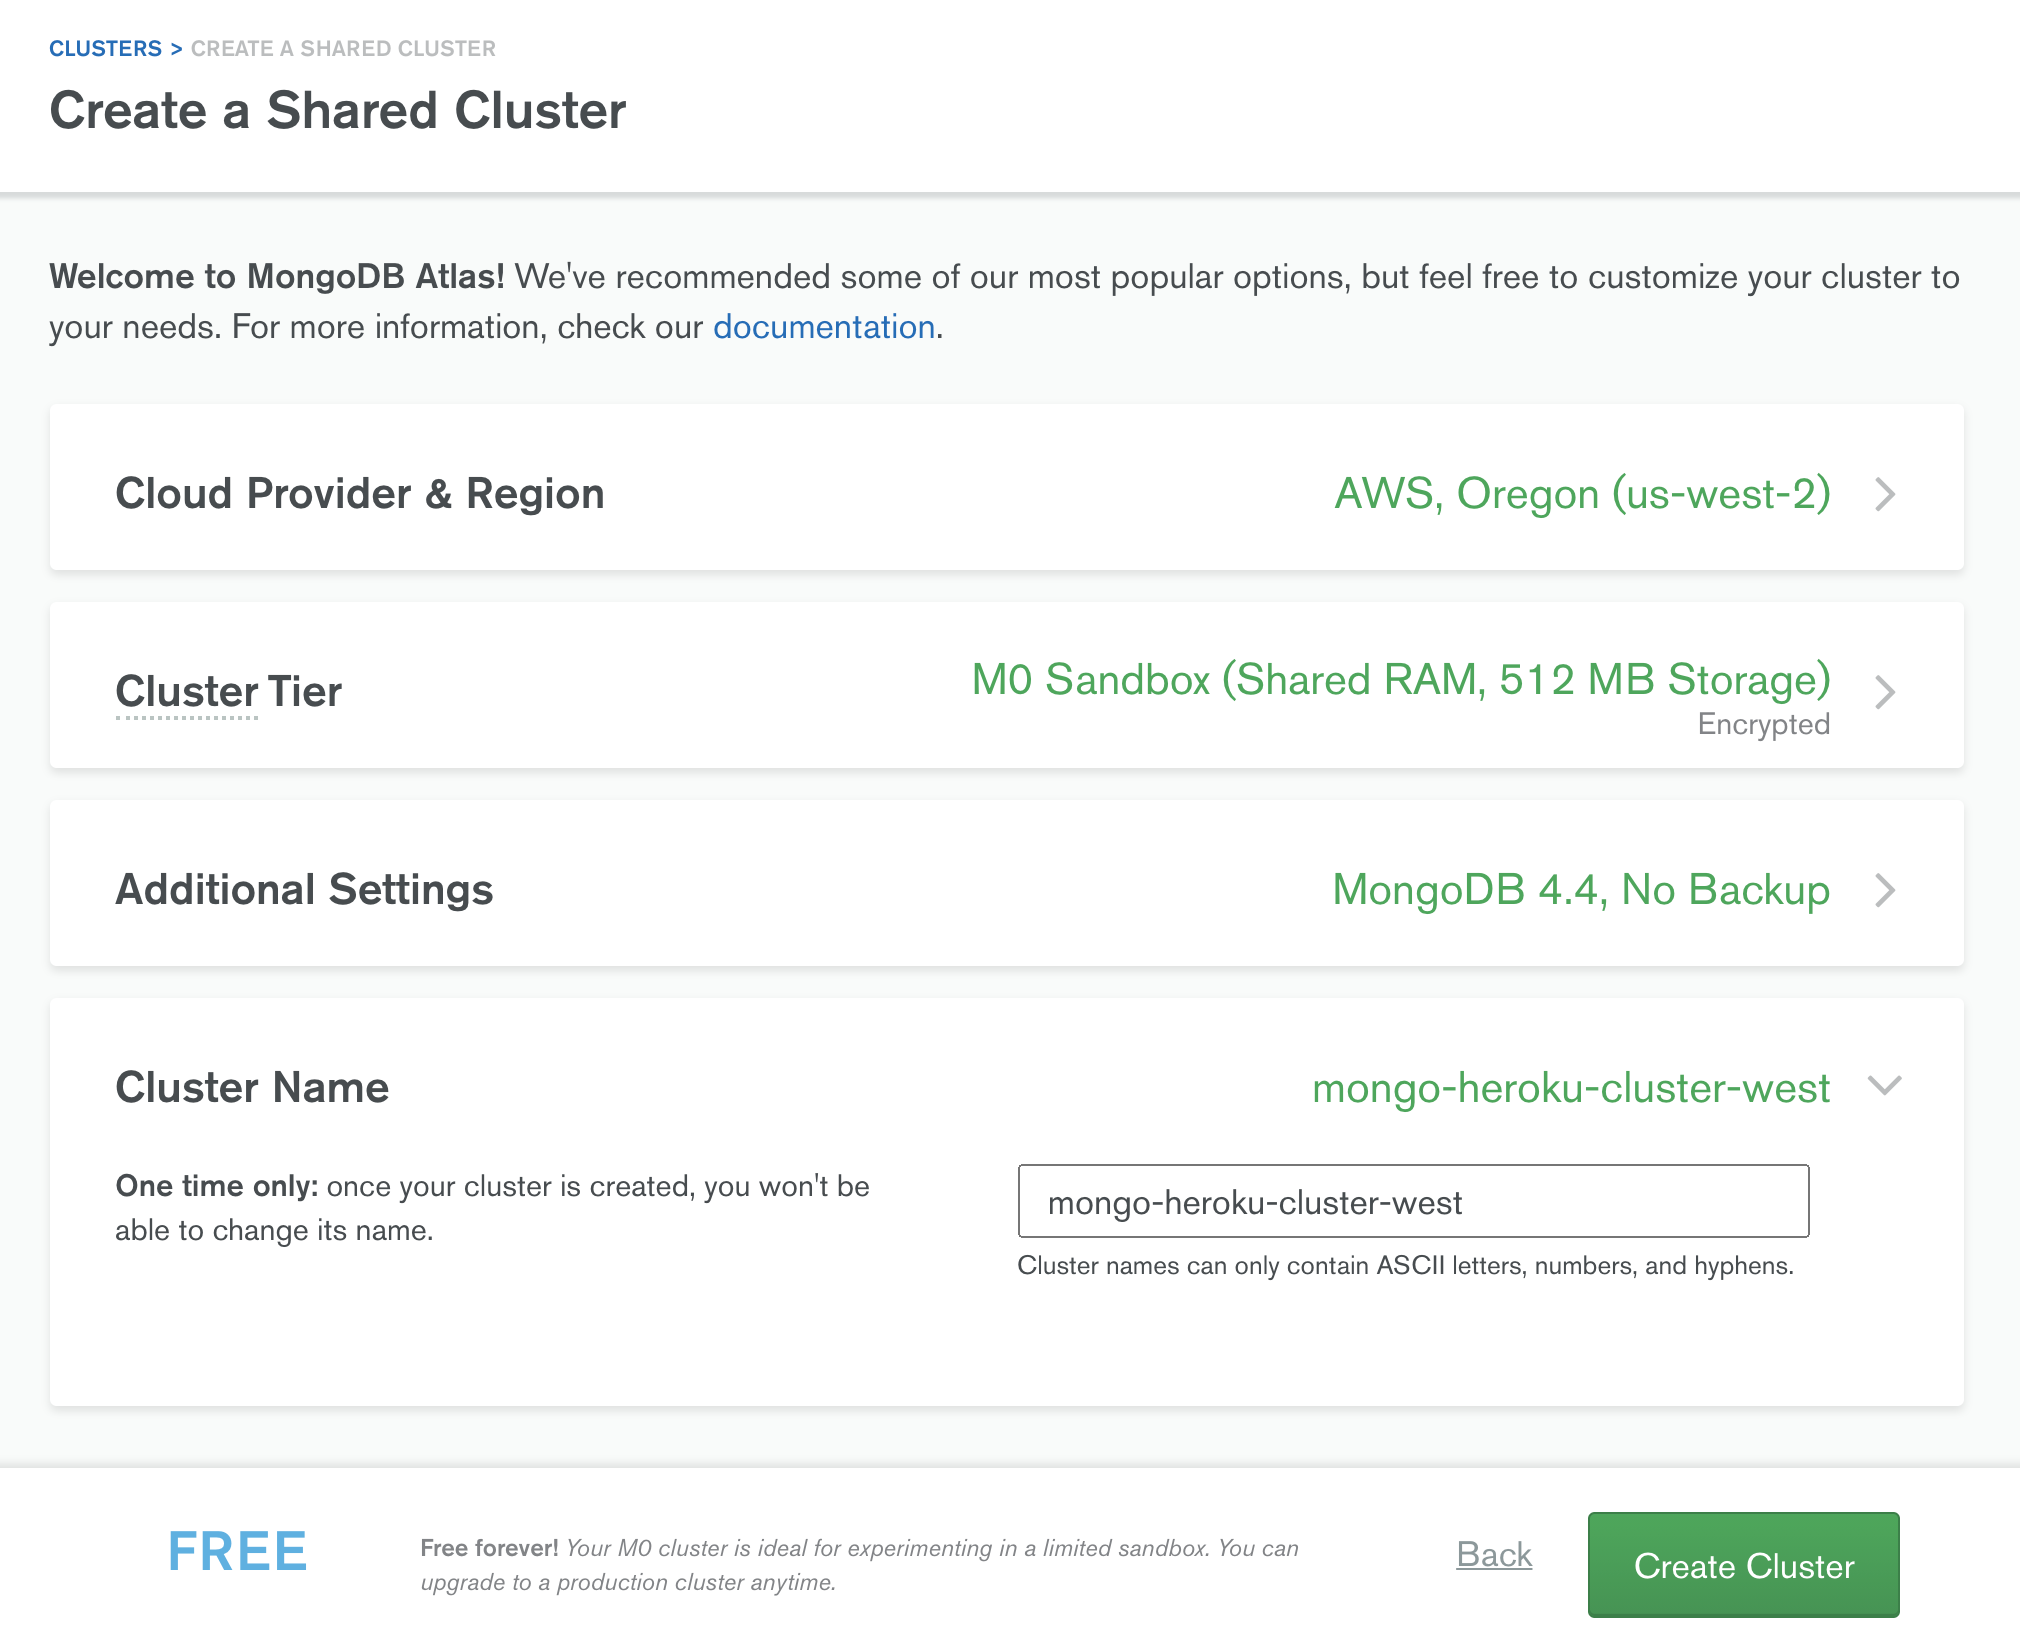 CLUSTERS > CREATE A SHARED CLUSTER
Create a Shared Cluster
Welcome to MongoDB Atlas! We've recommended some of our most popular options, but feel free to customize your cluster to
your needs. For more information, check our documentation.
Cloud Provider & Region
AWS, Oregon (us-west-2)
Cluster Tier
M0 Sandbox (Shared RAM, 512 MB Storage)
Encrypted
Additional Settings
MongoDB 4.4, No Backup
Cluster Name
mongo-heroku-cluster-west
One time only: once your cluster is created, you won't be
able to change its name.
mongo-heroku-cluster-west
Cluster names can only contain ASCII letters, numbers, and hyphens.
FREE
Free forever! Your M0 cluster is ideal for experimenting in a limited sandbox. You can
upgrade to a production cluster anytime.
Back
Create Cluster